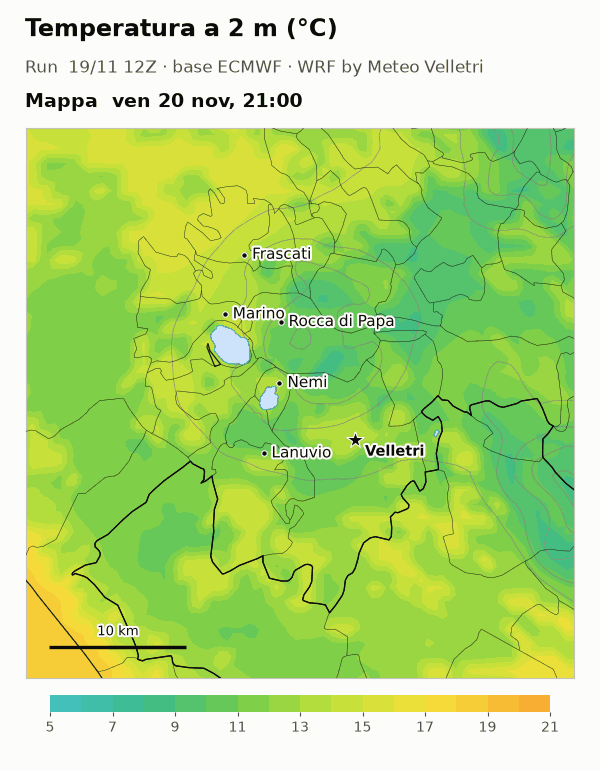 Temperatura a 2 m (°C)
Run 19/11 12Z · base ECMWF · WRF by Meteo Velletri
Mappa ven 20 nov, 21:00
Frascati
Marino
Rocca di Papa
Nemi
Velletri
Lanuvio
10 km
5 7 9 11 13 15 17 19 21